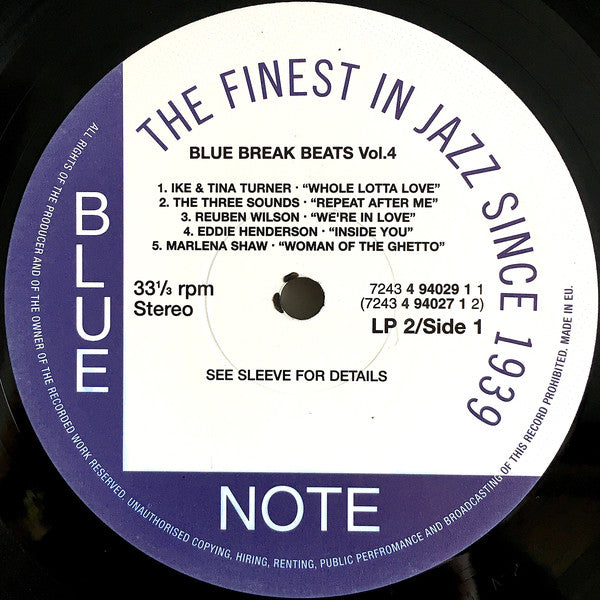 THE FINEST IN JAZZ SINCE 1939
BLUE BREAK BEATS Vol.4
1. IKE & TINA TURNER · “WHOLE LOTTA LOVE”
2. THE THREE SOUNDS · “REPEAT AFTER ME”
3. REUBEN WILSON · “WE'RE IN LOVE”
4. EDDIE HENDERSON · “INSIDE YOU”
5. MARLENA SHAW · “WOMAN OF THE GHETTO”
33⅓ rpm
Stereo
7243 4 94029 1 1
(7243 4 94027 1 2)
LP 2/Side 1
SEE SLEEVE FOR DETAILS
BLUE
NOTE
ALL RIGHTS OF THE PRODUCER AND OF THE OWNER OF THE RECORDED WORK RESERVED. UNAUTHORISED COPYING, HIRING, RENTING, PUBLIC PERFROMANCE AND BROADCASTING OF THIS RECORD PROHIBITED. MADE IN EU.